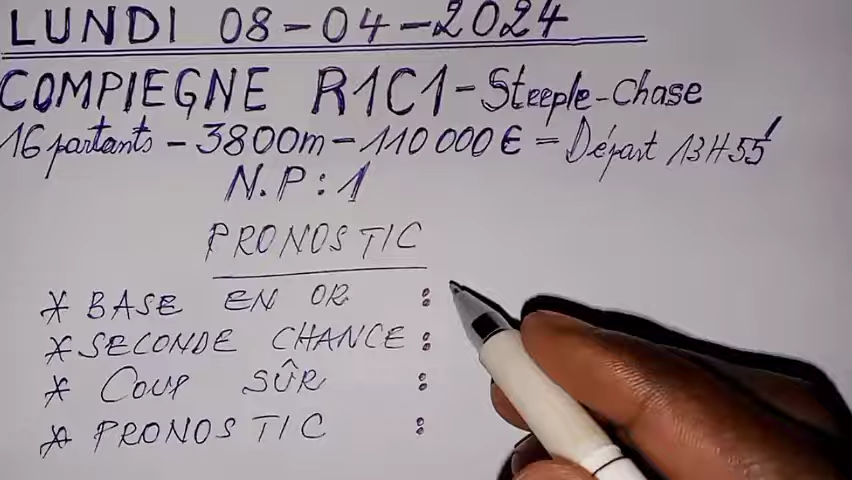 LUNDI 08-04-2024
COMPIEGNE R1C1-Steeple-chase
16 partants - 3800m - 110 000€ = Départ 13H55'
N.P: 1
PRONOSTIC
* BASE EN OR :
* SECONDE CHANCE :
* COUP SÛR :
* PRONOSTIC :